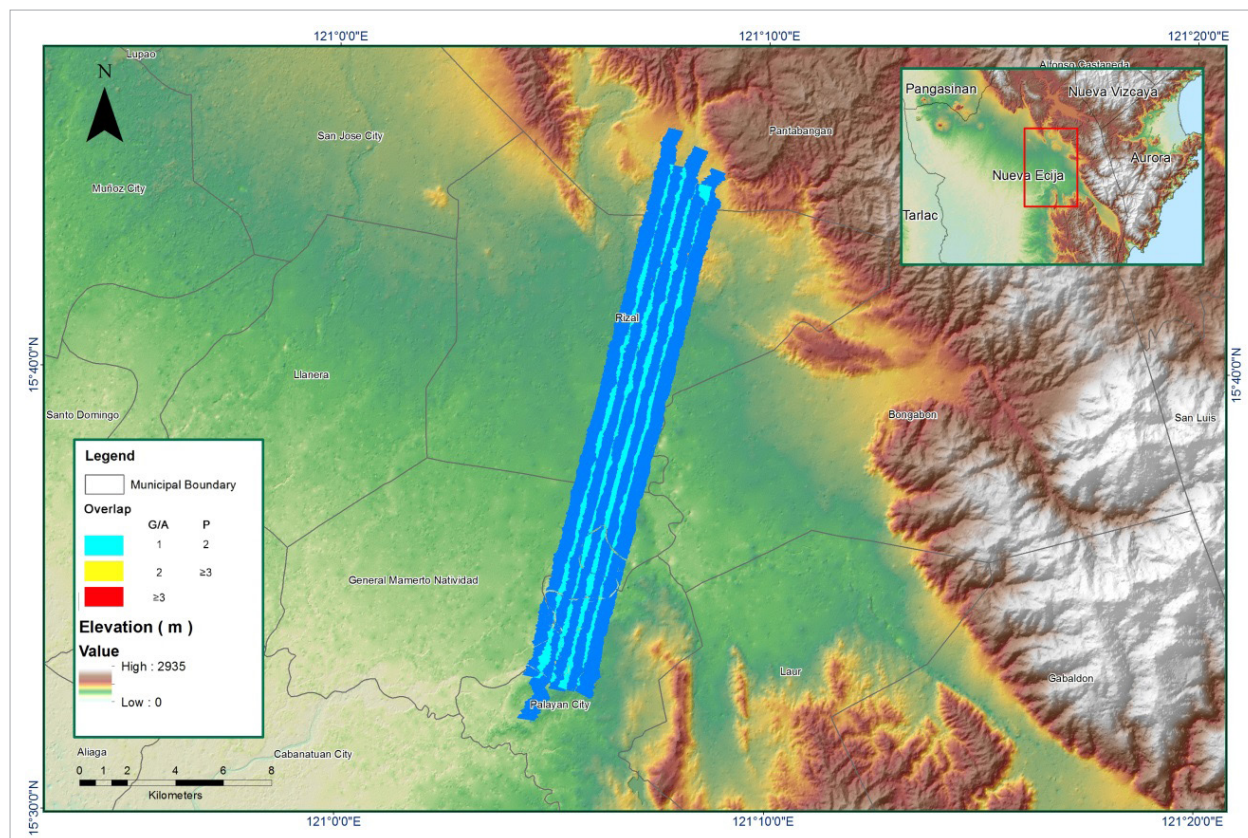 121°0'0"E
121°10'0"E
121°20'0"E
Lupao
N
San Jose City
Muñoz City
Pantabangan
Alfonso Castaneda
Pangasinan
Nueva Vizcaya
Aurora
Nueva Ecija
Tarlac
Rizal
15°40'0"N
15°40'0"N
Llanera
Santo Domingo
Bongabon
San Luis
Legend
Municipal Boundary
Overlap
G/A P
1 2
2 ≥3
≥3
Elevation ( m )
Value
High : 2935
Low : 0
General Mamerto Natividad
Laur
Gabaldon
Palayan City
Aliaga
Cabanatuan City
0 1 2 4 6 8
Kilometers
15°30'0"N
121°0'0"E
121°10'0"E
121°20'0"E